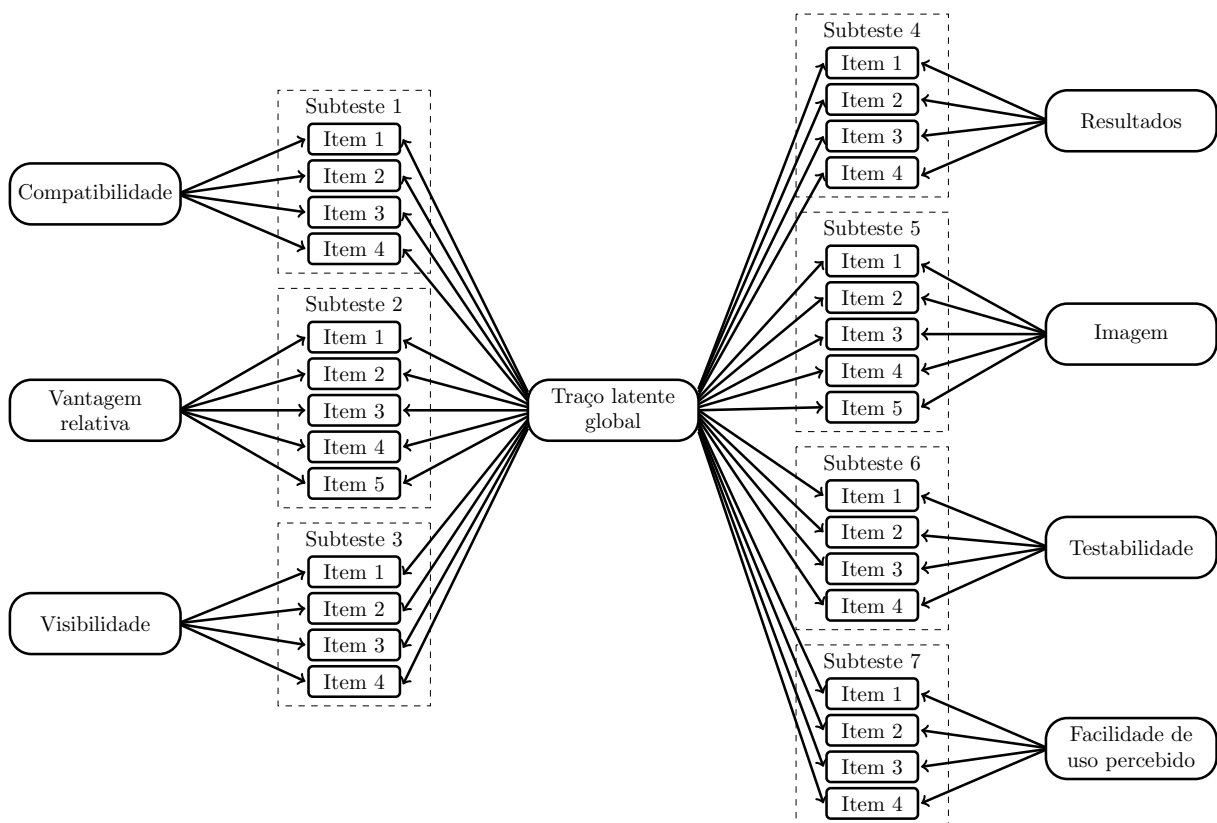 Compatibilidade
Subteste 1
Item 1
Item 2
Item 3
Item 4
Vantagem
relativa
Subteste 2
Item 1
Item 2
Item 3
Item 4
Item 5
Visibilidade
Subteste 3
Item 1
Item 2
Item 3
Item 4
Traço latente
global
Subteste 4
Item 1
Item 2
Item 3
Item 4
Resultados
Subteste 5
Item 1
Item 2
Item 3
Item 4
Item 5
Imagem
Subteste 6
Item 1
Item 2
Item 3
Item 4
Testabilidade
Subteste 7
Item 1
Item 2
Item 3
Item 4
Facilidade de
uso percebido